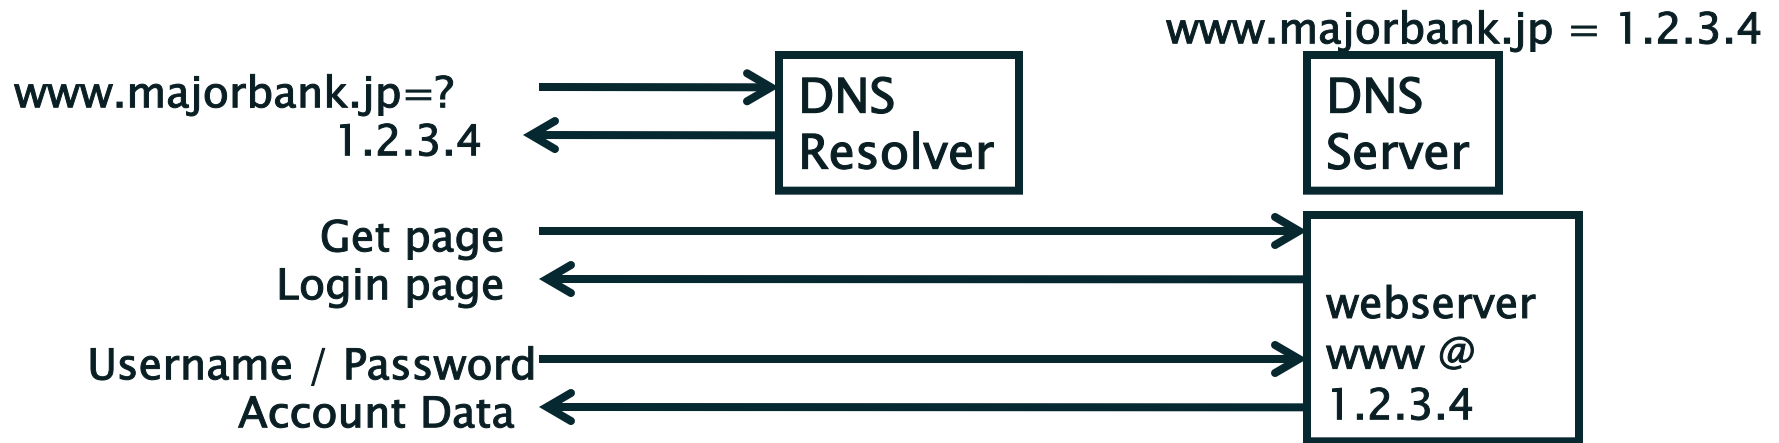 www.majorbank.jp = 1.2.3.4
www.majorbank.jp=?
1.2.3.4
DNS
Resolver
DNS
Server
Get page
Login page
Username / Password
Account Data
webserver
www @
1.2.3.4